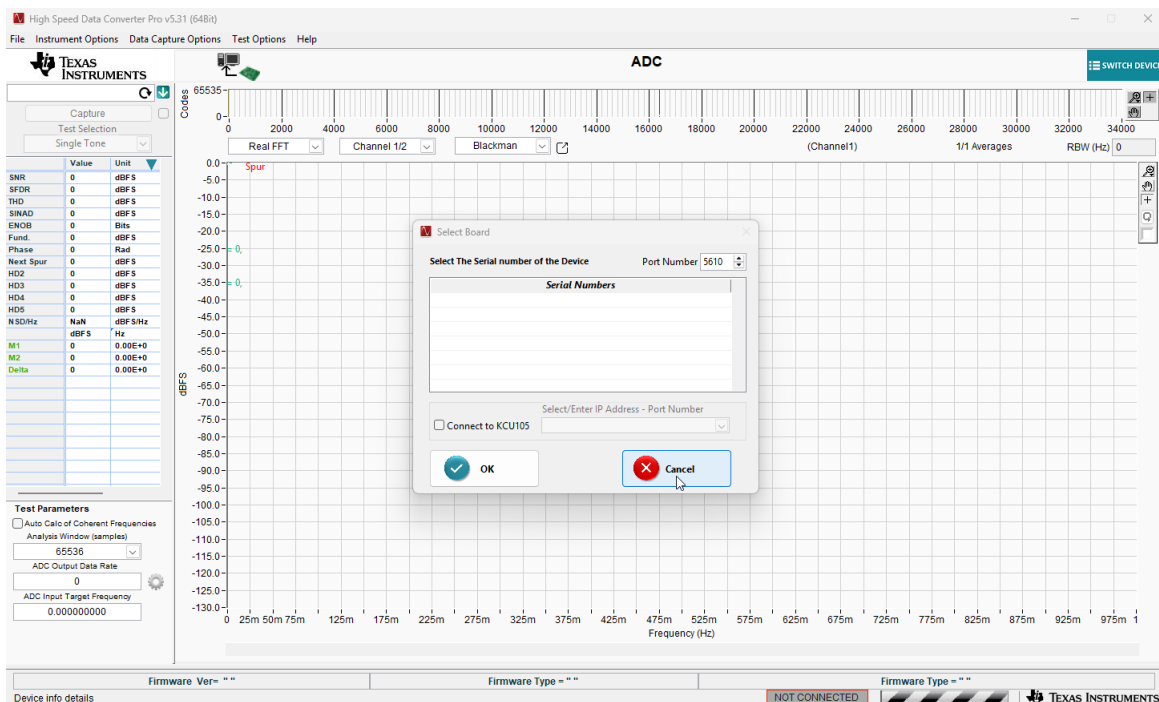 High Speed Data Converter Pro v5.31 (64Bit)
File Instrument Options Data Capture Options Test Options Help
TEXAS INSTRUMENTS
ADC
SWITCH DEVICE
Capture
Test Selection
Single Tone
Value Unit
SNR 0 dBFS
SFDR 0 dBFS
THD 0 dBFS
SINAD 0 dBFS
ENOB 0 Bits
Fund. 0 dBFS
Phase 0 Rad
Next Spur 0 dBFS
HD2 0 dBFS
HD3 0 dBFS
HD4 0 dBFS
HD5 0 dBFS
NSD/Hz NaN dBFS/Hz
dBFS Hz
M1 0 0.00E+0
M2 0 0.00E+0
Delta 0 0.00E+0
Test Parameters
Auto Calc of Coherent Frequencies
Analysis Window (samples)
65536
ADC Output Data Rate
0
ADC Input Target Frequency
0.000000000
Codes
65535
0
0 2000 4000 6000 8000 10000 12000 14000 16000 18000 20000 22000 24000 26000 28000 30000 32000 34000
Real FFT Channel 1/2 Blackman (Channel1) 1/1 Averages RBW (Hz) 0
Spur
dBFS
0.0
-5.0
-10.0
-15.0
-20.0
-25.0 = 0,
-30.0
-35.0 = 0,
-40.0
-45.0
-50.0
-55.0
-60.0
-65.0
-70.0
-75.0
-80.0
-85.0
-90.0
-95.0
-100.0
-105.0
-110.0
-115.0
-120.0
-125.0
-130.0
0 25m 50m 75m 125m 175m 225m 275m 325m 375m 425m 475m 525m 575m 625m 675m 725m 775m 825m 875m 925m 975m 1
Frequency (Hz)
Select Board
Select The Serial number of the Device Port Number 5610
Serial Numbers
Select/Enter IP Address - Port Number
Connect to KCU105
OK Cancel
Firmware Ver= " " Firmware Type = " " Firmware Type = " "
Device info details NOT CONNECTED TEXAS INSTRUMENTS